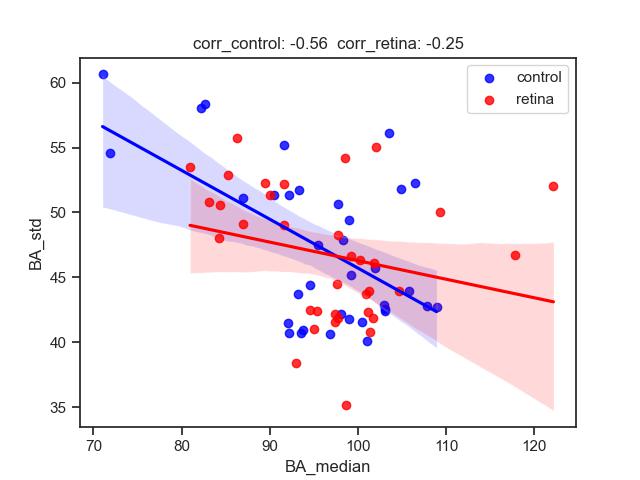 corr_control: -0.56  corr_retina: -0.25
control
retina
60
55
50
45
40
35
BA_std
70
80
90
100
110
120
BA_median